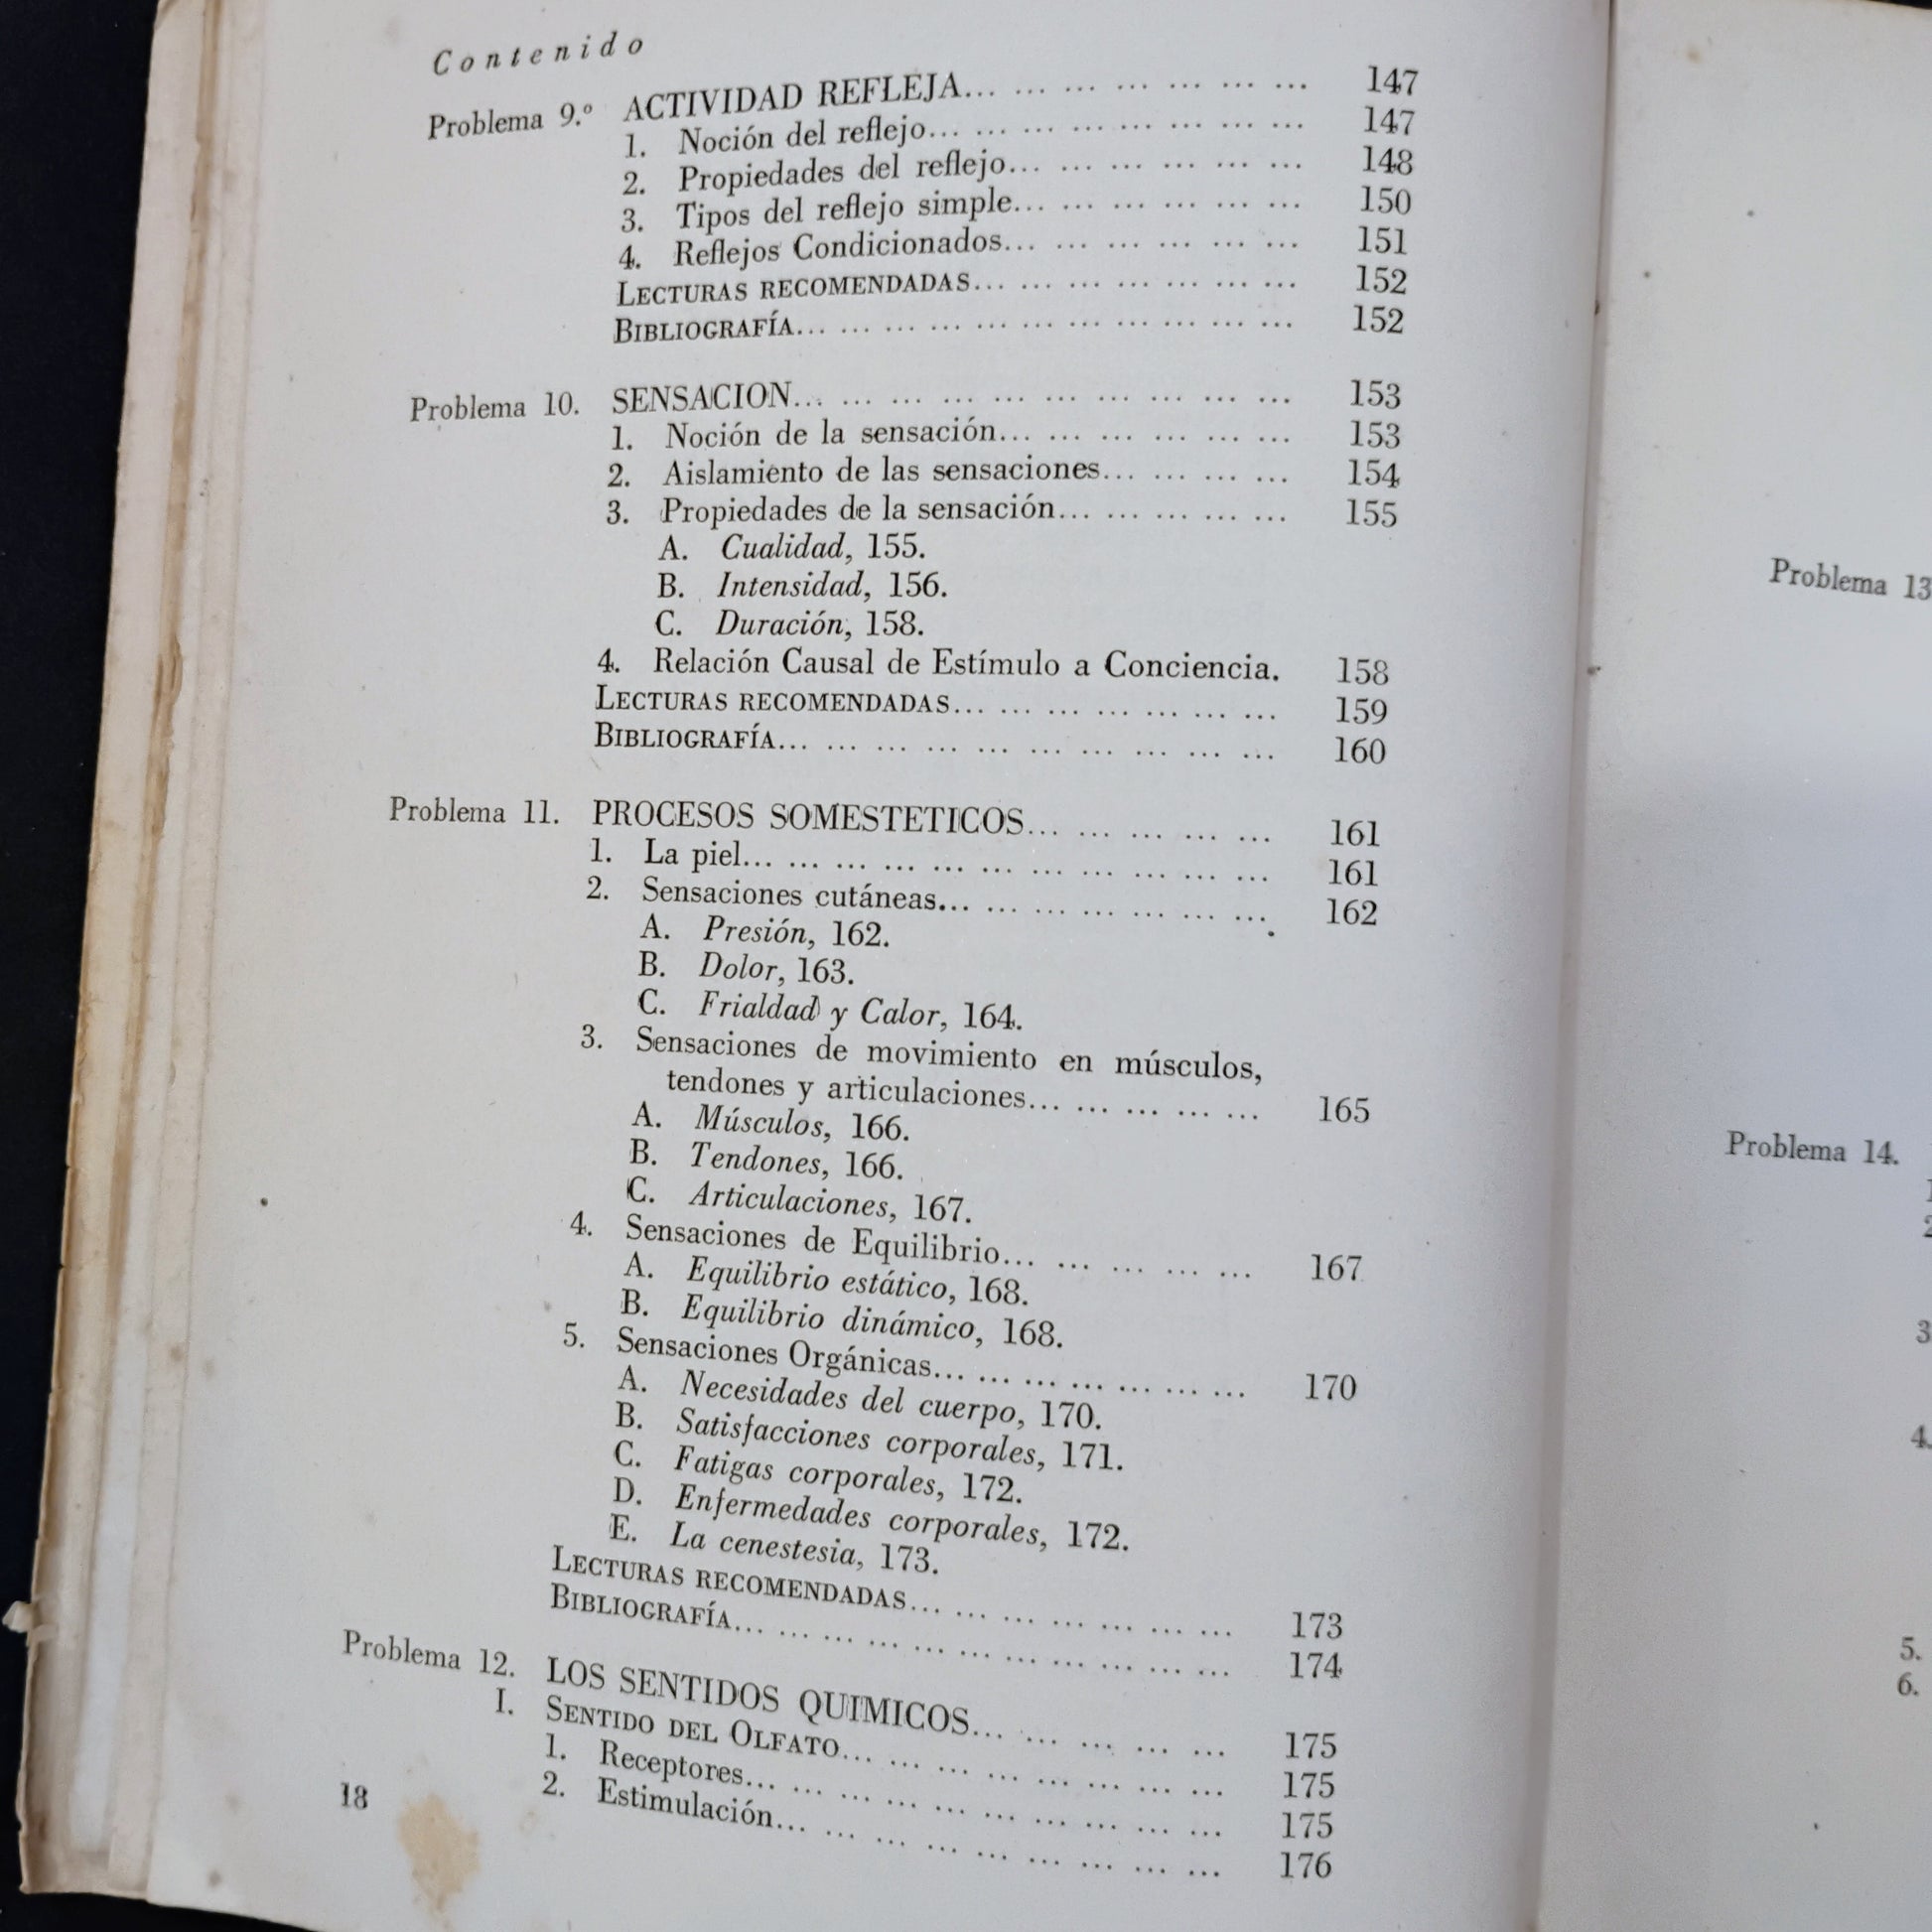 Contenido
Problema 9.º ACTIVIDAD REFLEJA... ... ... ... ... ... ... 147
1. Noción del reflejo... ... ... ... ... ... ... ... 147
2. Propiedades del reflejo... ... ... ... ... ... 148
3. Tipos del reflejo simple... ... ... ... ... ... 150
4. Reflejos Condicionados... ... ... ... ... ... 151
LECTURAS RECOMENDADAS... ... ... ... ... ... ... 152
BIBLIOGRAFÍA... ... ... ... ... ... ... ... ... ... ... 152
Problema 10. SENSACION... ... ... ... ... ... ... ... ... ... 153
1. Noción de la sensación... ... ... ... ... ... 153
2. Aislamiento de las sensaciones... ... ... ... 154
3. Propiedades de la sensación... ... ... ... ... 155
A. Cualidad, 155.
B. Intensidad, 156.
C. Duración, 158.
4. Relación Causal de Estímulo a Conciencia. 158
LECTURAS RECOMENDADAS... ... ... ... ... ... ... 159
BIBLIOGRAFÍA... ... ... ... ... ... ... ... ... ... 160
Problema 11. PROCESOS SOMESTETICOS... ... ... ... ... 161
1. La piel... ... ... ... ... ... ... ... ... ... ... 161
2. Sensaciones cutáneas... ... ... ... ... ... ... 162
A. Presión, 162.
B. Dolor, 163.
C. Frialdad y Calor, 164.
3. Sensaciones de movimiento en músculos,
tendones y articulaciones... ... ... ... ... 165
A. Músculos, 166.
B. Tendones, 166.
C. Articulaciones, 167.
4. Sensaciones de Equilibrio... ... ... ... ... ... 167
A. Equilibrio estático, 168.
B. Equilibrio dinámico, 168.
5. Sensaciones Orgánicas... ... ... ... ... ... ... 170
A. Necesidades del cuerpo, 170.
B. Satisfacciones corporales, 171.
C. Fatigas corporales, 172.
D. Enfermedades corporales, 172.
E. La cenestesia, 173.
LECTURAS RECOMENDADAS... ... ... ... ... ... ... 173
BIBLIOGRAFÍA... ... ... ... ... ... ... ... ... ... ... 174
Problema 12. LOS SENTIDOS QUIMICOS... ... ... ... ... ... 175
I. SENTIDO DEL OLFATO... ... ... ... ... ... ... ... 175
1. Receptores... ... ... ... ... ... ... ... ... ... 175
2. Estimulación... ... ... ... ... ... ... ... ... 176
18
Problema 13
Problema 14.
1
2
3
4.
5.
6.